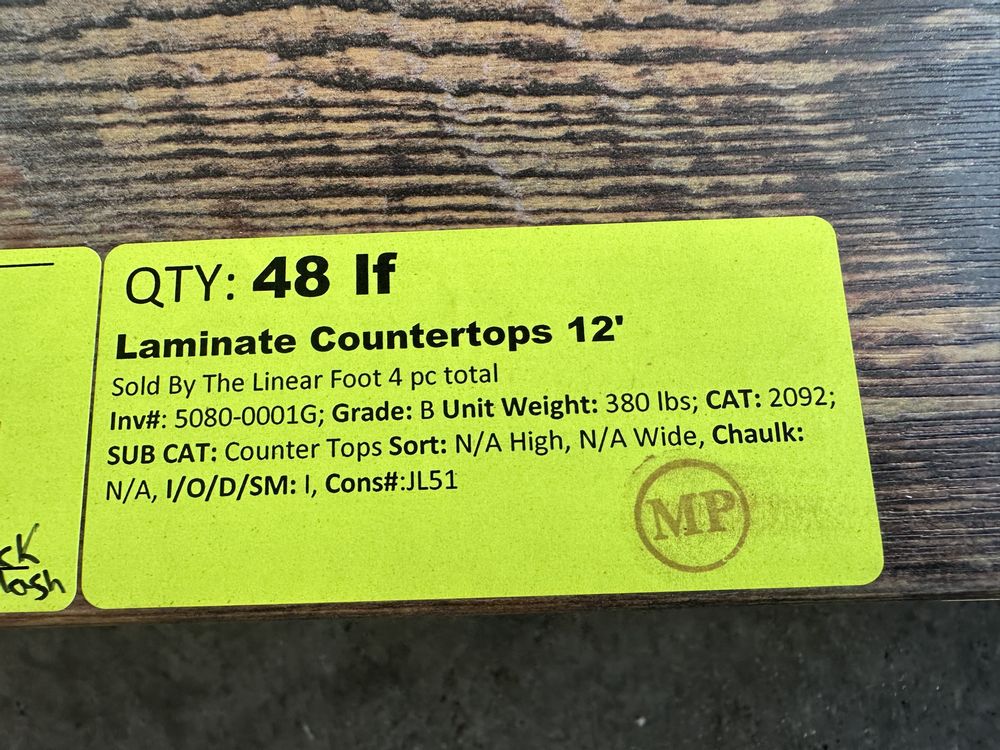 QTY: 48 lf
Laminate Countertops 12'
Sold By The Linear Foot 4 pc total
Inv#: 5080-0001G; Grade: B Unit Weight: 380 lbs; CAT: 2092;
SUB CAT: Counter Tops Sort: N/A High, N/A Wide, Chaulk:
N/A, I/O/D/SM: I, Cons#:JL51
MP